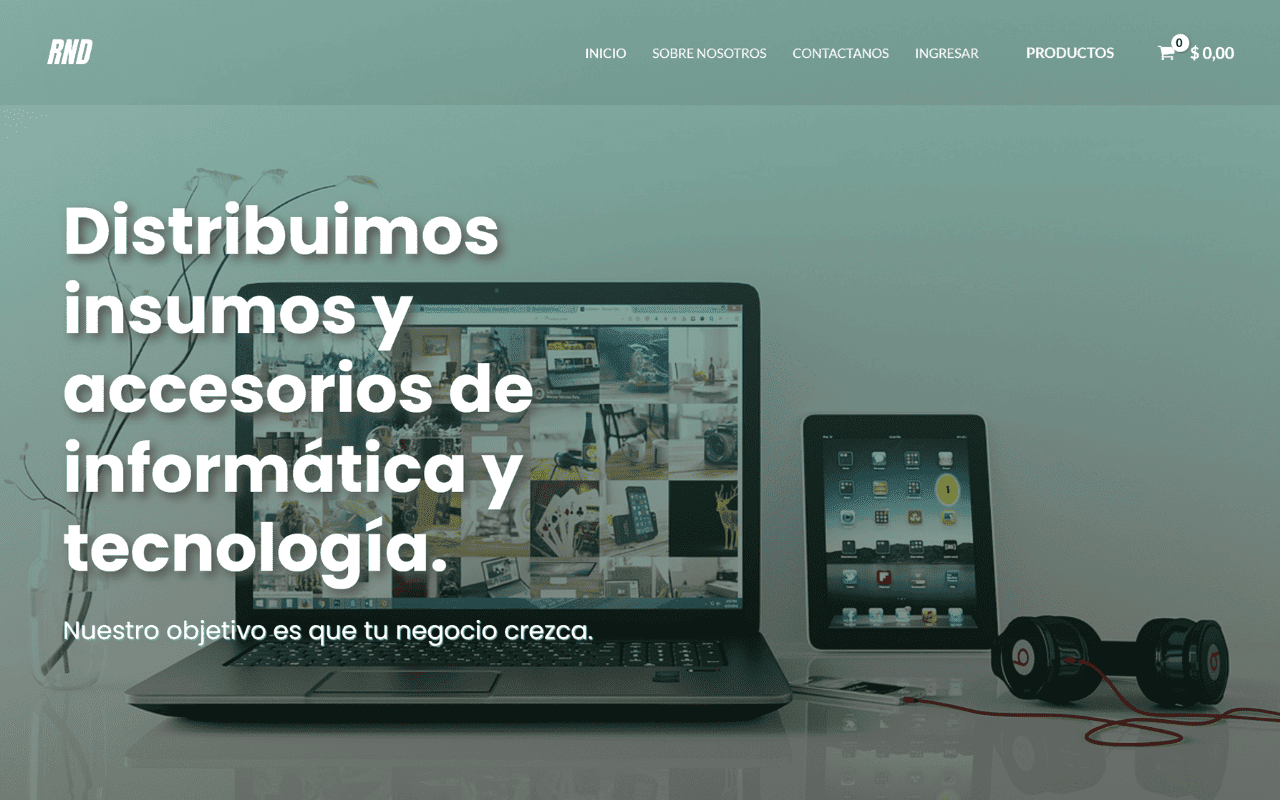 RND
INICIO
SOBRE NOSOTROS
CONTACTANOS
INGRESAR
PRODUCTOS
0
$ 0,00
Distribuimos
insumos y
accesorios de
informática y
tecnología.
Nuestro objetivo es que tu negocio crezca.